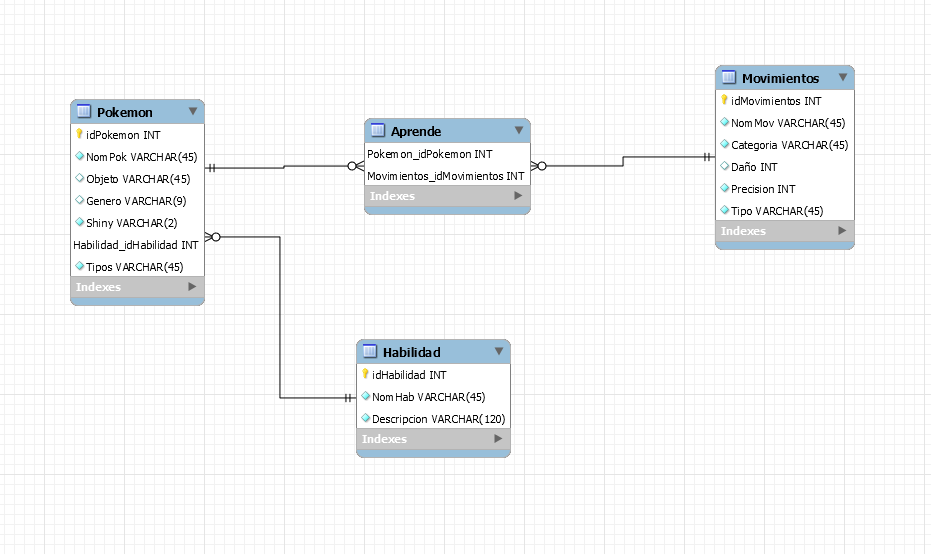 Pokemon
idPokemon INT
NomPok VARCHAR(45)
Objeto VARCHAR(45)
Genero VARCHAR(9)
Shiny VARCHAR(2)
Habilidad_idHabilidad INT
Tipos VARCHAR(45)
Indexes
Aprende
Pokemon_idPokemon INT
Movimientos_idMovimientos INT
Indexes
Movimientos
idMovimientos INT
NomMov VARCHAR(45)
Categoria VARCHAR(45)
Daño INT
Precision INT
Tipo VARCHAR(45)
Indexes
Habilidad
idHabilidad INT
NomHab VARCHAR(45)
Descripcion VARCHAR(120)
Indexes